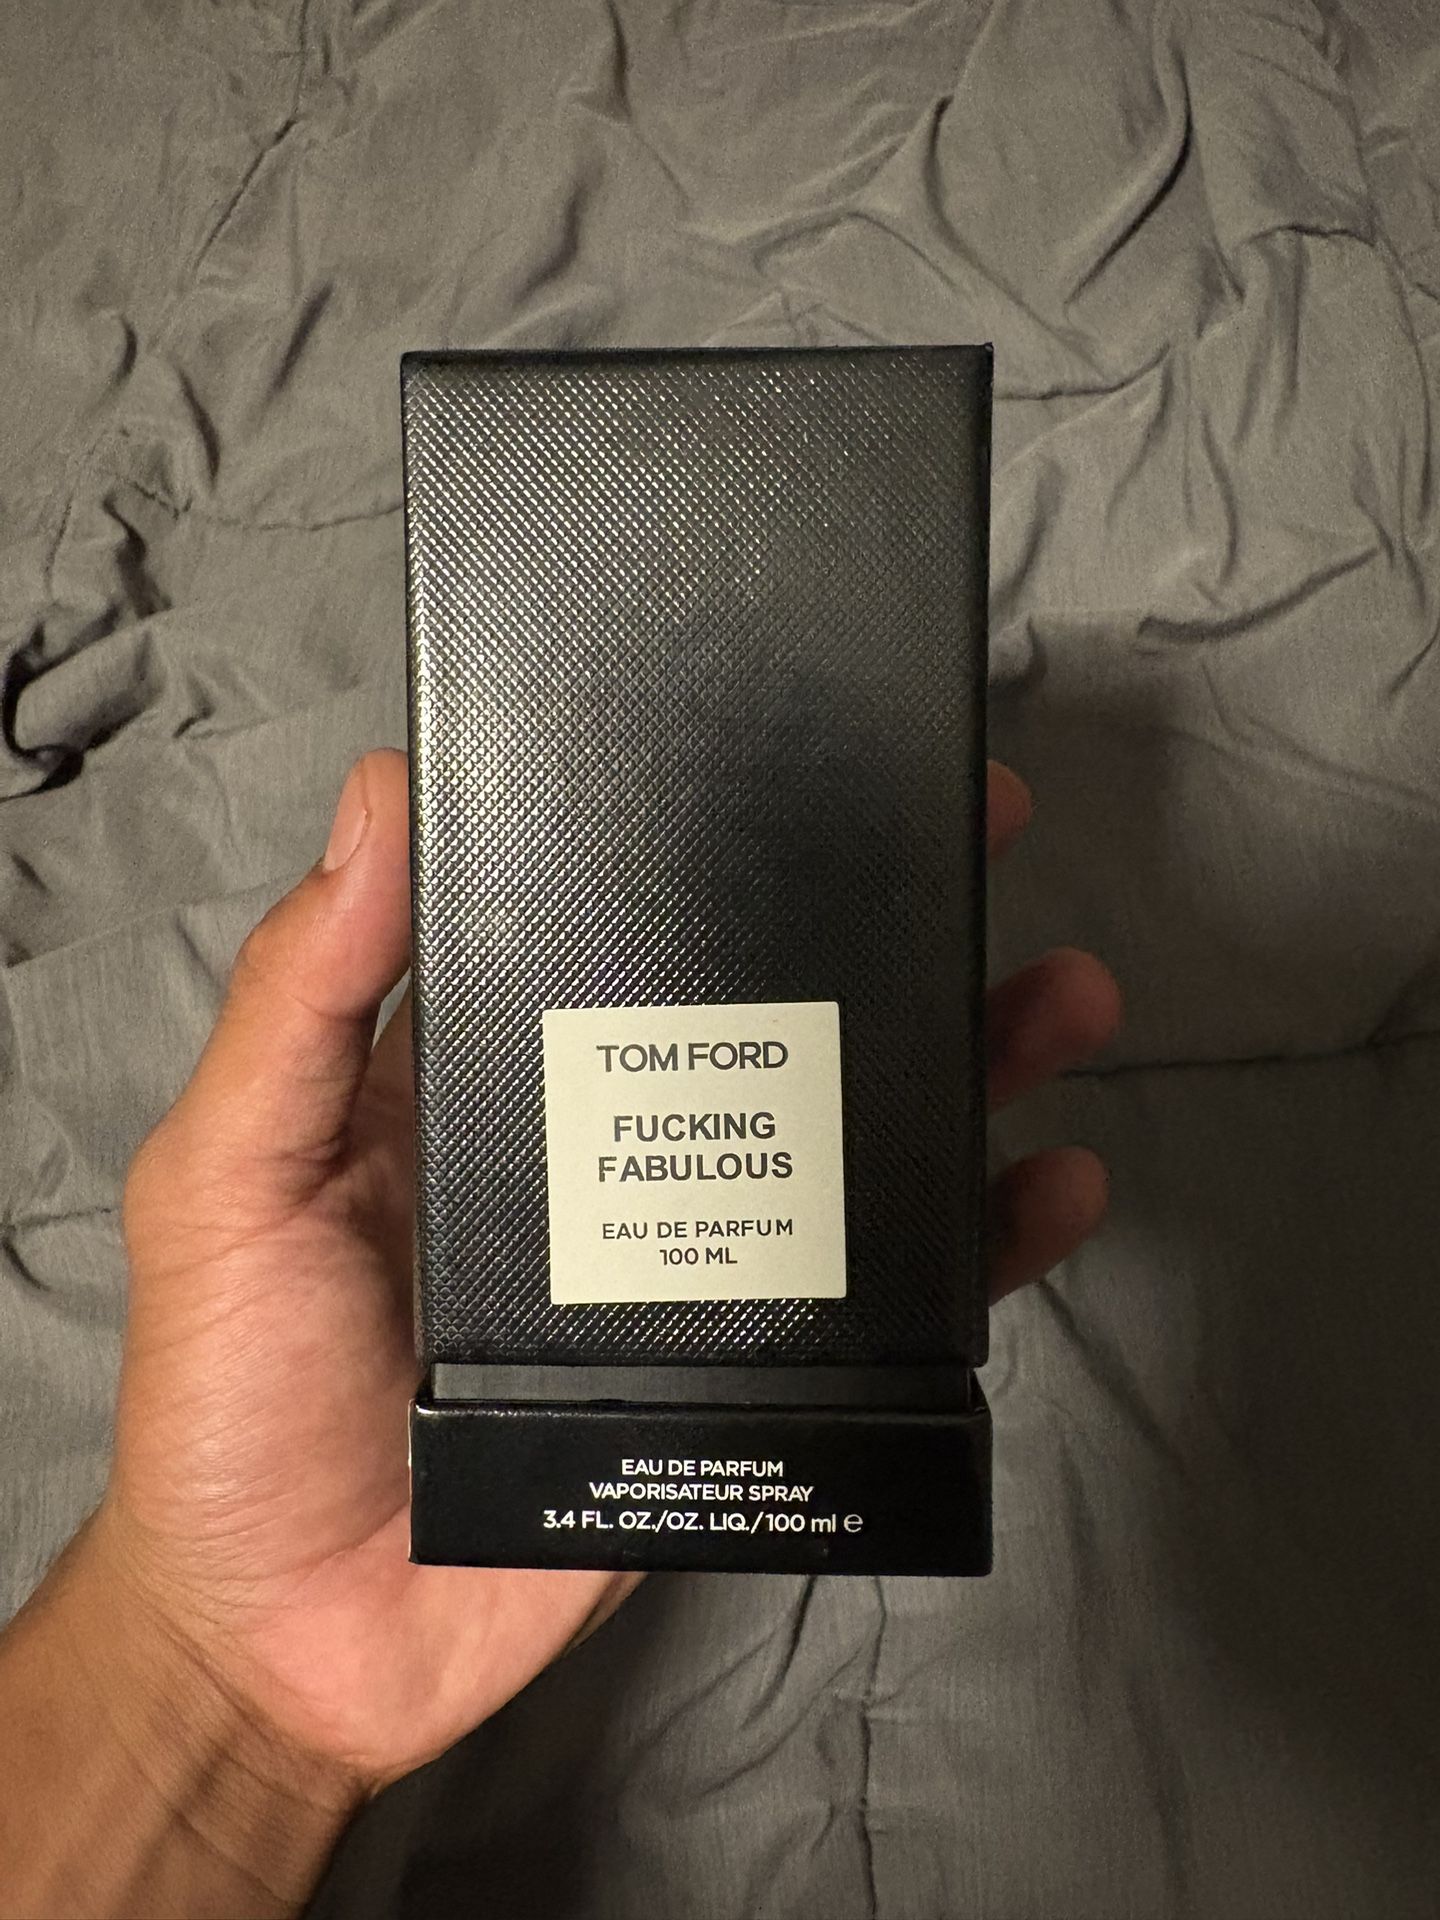 TOM FORD
FUCKING
FABULOUS
EAU DE PARFUM
100 ML
EAU DE PARFUM
VAPORISATEUR SPRAY
3.4 FL. OZ./OZ. LIQ./100 ml ℮